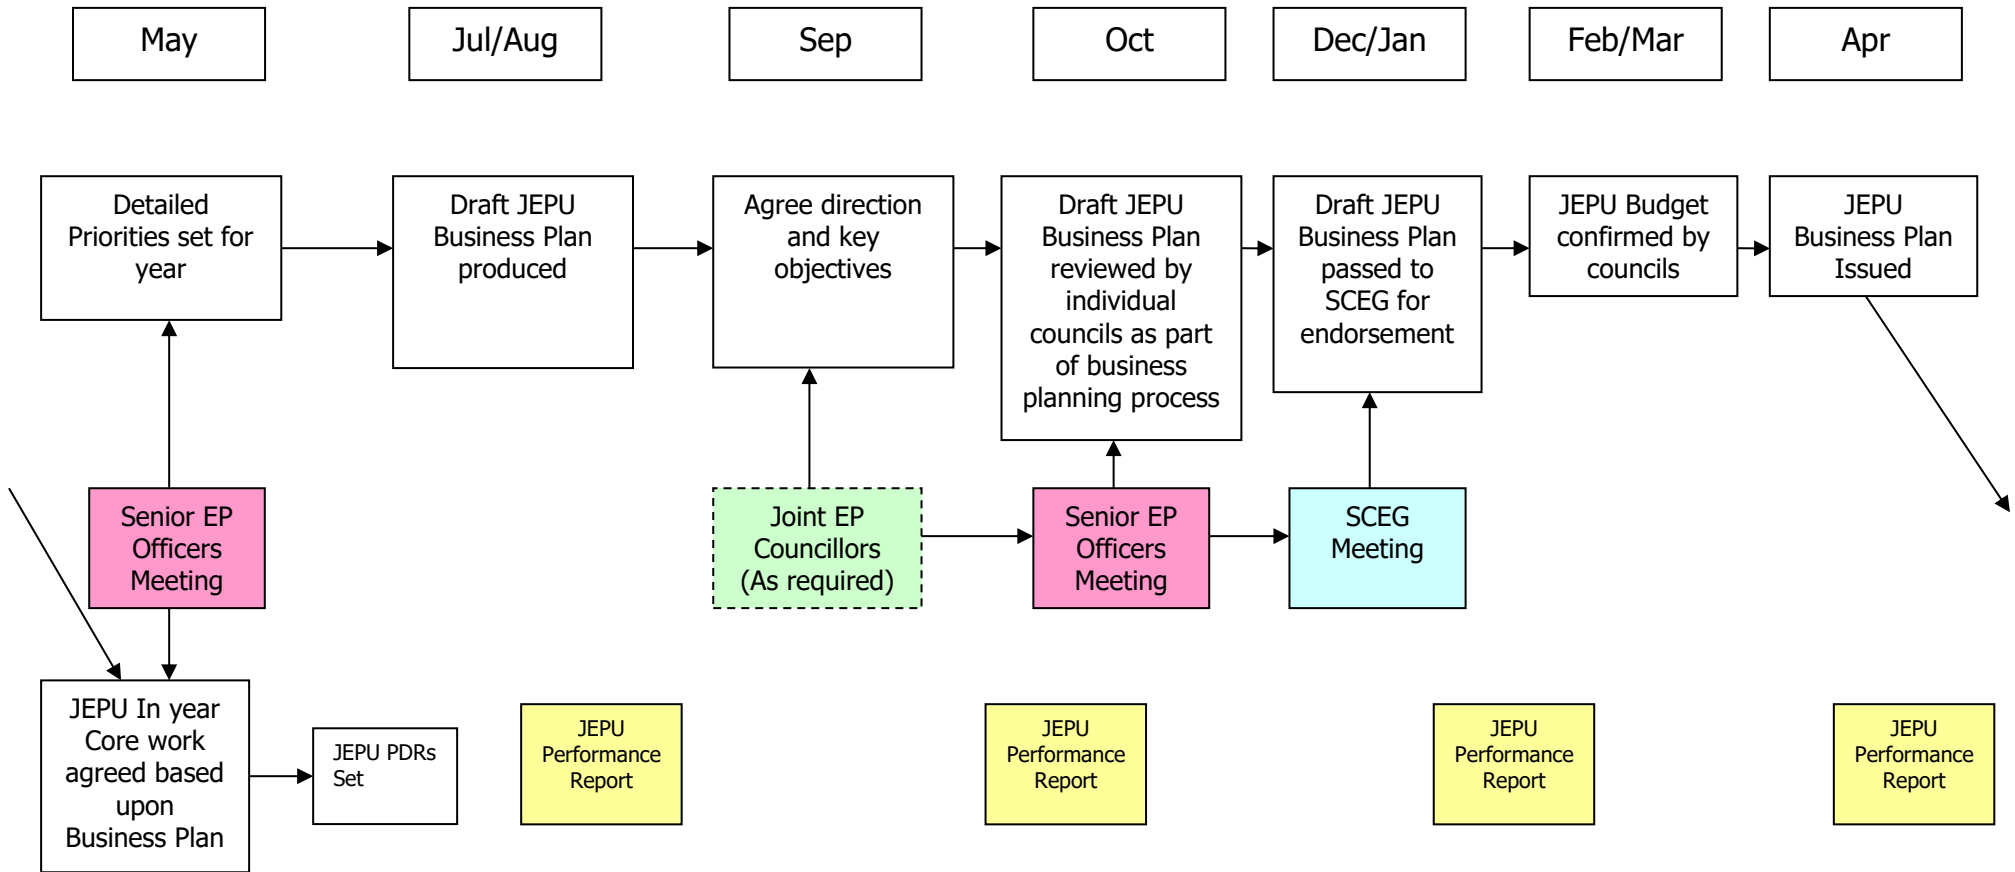 May
Jul/Aug
Sep
Oct
Dec/Jan
Feb/Mar
Apr
Detailed
Priorities set for
year
Draft JEPU
Business Plan
produced
Agree direction
and key
objectives
Draft JEPU
Business Plan
reviewed by
individual
councils as part
of business
planning process
Draft JEPU
Business Plan
passed to
SCEG for
endorsement
JEPU Budget
confirmed by
councils
JEPU
Business Plan
Issued
Senior EP
Officers
Meeting
Joint EP
Councillors
(As required)
Senior EP
Officers
Meeting
SCEG
Meeting
JEPU In year
Core work
agreed based
upon
Business Plan
JEPU PDRs
Set
JEPU
Performance
Report
JEPU
Performance
Report
JEPU
Performance
Report
JEPU
Performance
Report